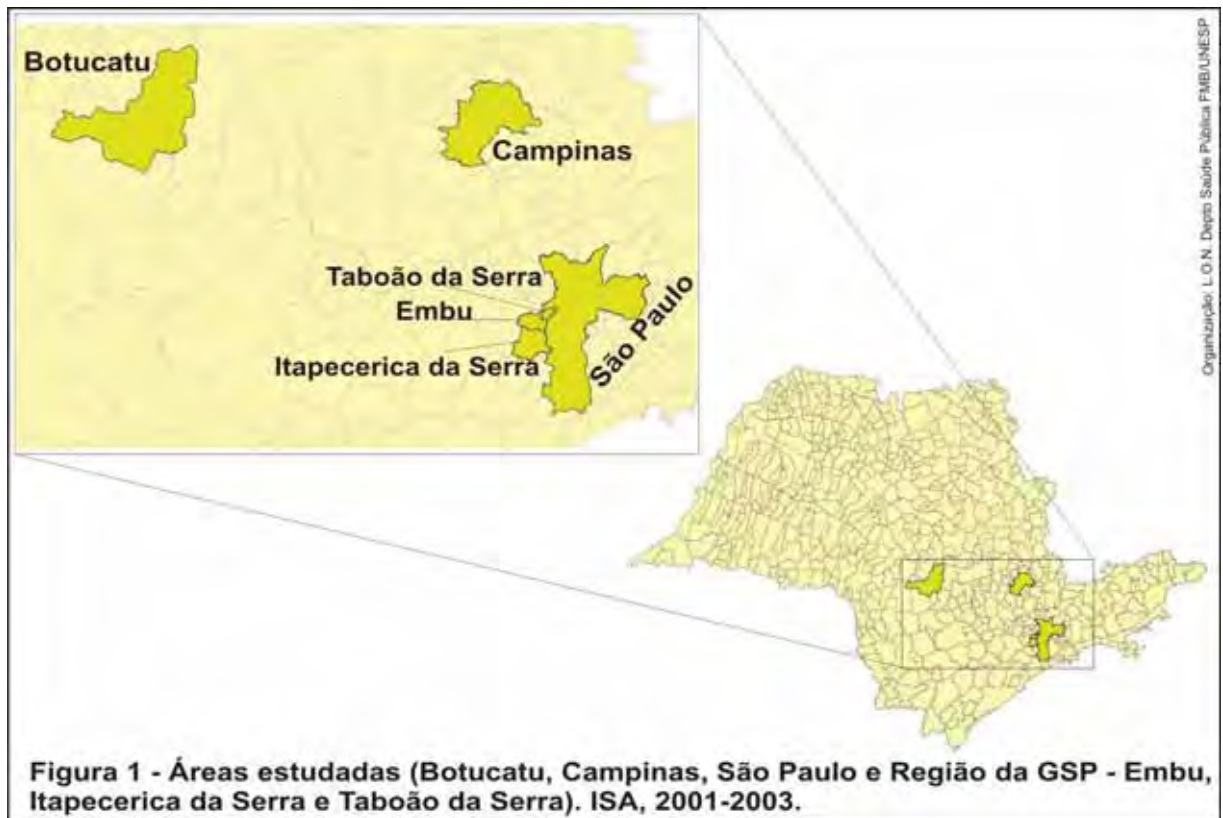 Botucatu
Campinas
Taboão da Serra
Embu
Itapecerica da Serra
São Paulo
Organização: L.O.N. Depto Saúde Pública FMB/UNESP
Figura 1 - Áreas estudadas (Botucatu, Campinas, São Paulo e Região da GSP - Embu,
Itapecerica da Serra e Taboão da Serra). ISA, 2001-2003.